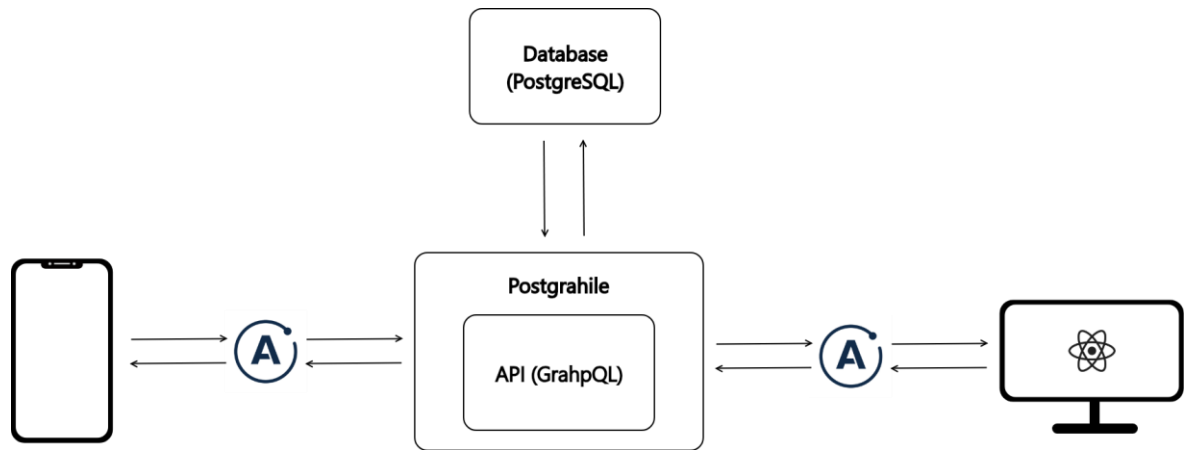 Database
(PostgreSQL)
Postgrahile
A
API (GrahpQL)
A